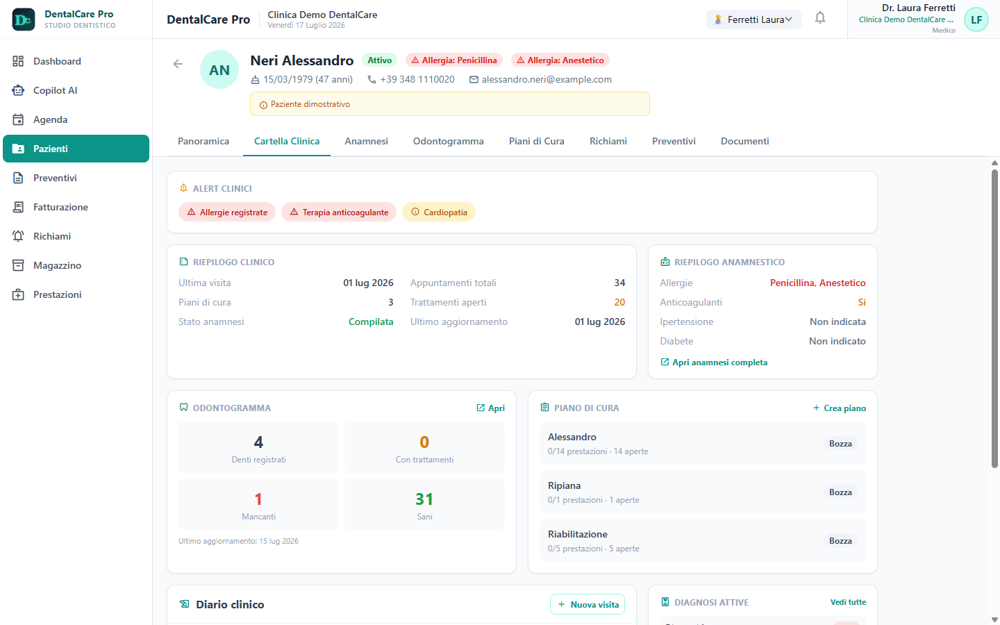 DentalCare Pro
STUDIO DENTISTICO
Dashboard
Copilot AI
Agenda
Pazienti
Preventivi
Fatturazione
Richiami
Magazzino
Prestazioni
DentalCare Pro
Clinica Demo DentalCare
Venerdì 17 Luglio 2026
Ferretti Laura
Dr. Laura Ferretti
Clinica Demo DentalCare ...
Medico
LF
AN
Neri Alessandro
Attivo
Allergia: Penicillina
Allergia: Anestetico
15/03/1979 (47 anni)
+39 348 1110020
alessandro.neri@example.com
Paziente dimostrativo
Panoramica
Cartella Clinica
Anamnesi
Odontogramma
Piani di Cura
Richiami
Preventivi
Documenti
ALERT CLINICI
Allergie registrate
Terapia anticoagulante
Cardiopatia
RIEPILOGO CLINICO
Ultima visita 01 lug 2026
Appuntamenti totali 34
Piani di cura 3
Trattamenti aperti 20
Stato anamnesi Compilata
Ultimo aggiornamento 01 lug 2026
RIEPILOGO ANAMNESTICO
Allergie Penicillina, Anestetico
Anticoagulanti Sì
Ipertensione Non indicata
Diabete Non indicato
Apri anamnesi completa
ODONTOGRAMMA
Apri
4
Denti registrati
0
Con trattamenti
1
Mancanti
31
Sani
Ultimo aggiornamento: 15 lug 2026
PIANO DI CURA
+ Crea piano
Alessandro
0/14 prestazioni · 14 aperte
Bozza
Ripiana
0/1 prestazioni · 1 aperte
Bozza
Riabilitazione
0/5 prestazioni · 5 aperte
Bozza
Diario clinico
+ Nuova visita
DIAGNOSI ATTIVE
Vedi tutte